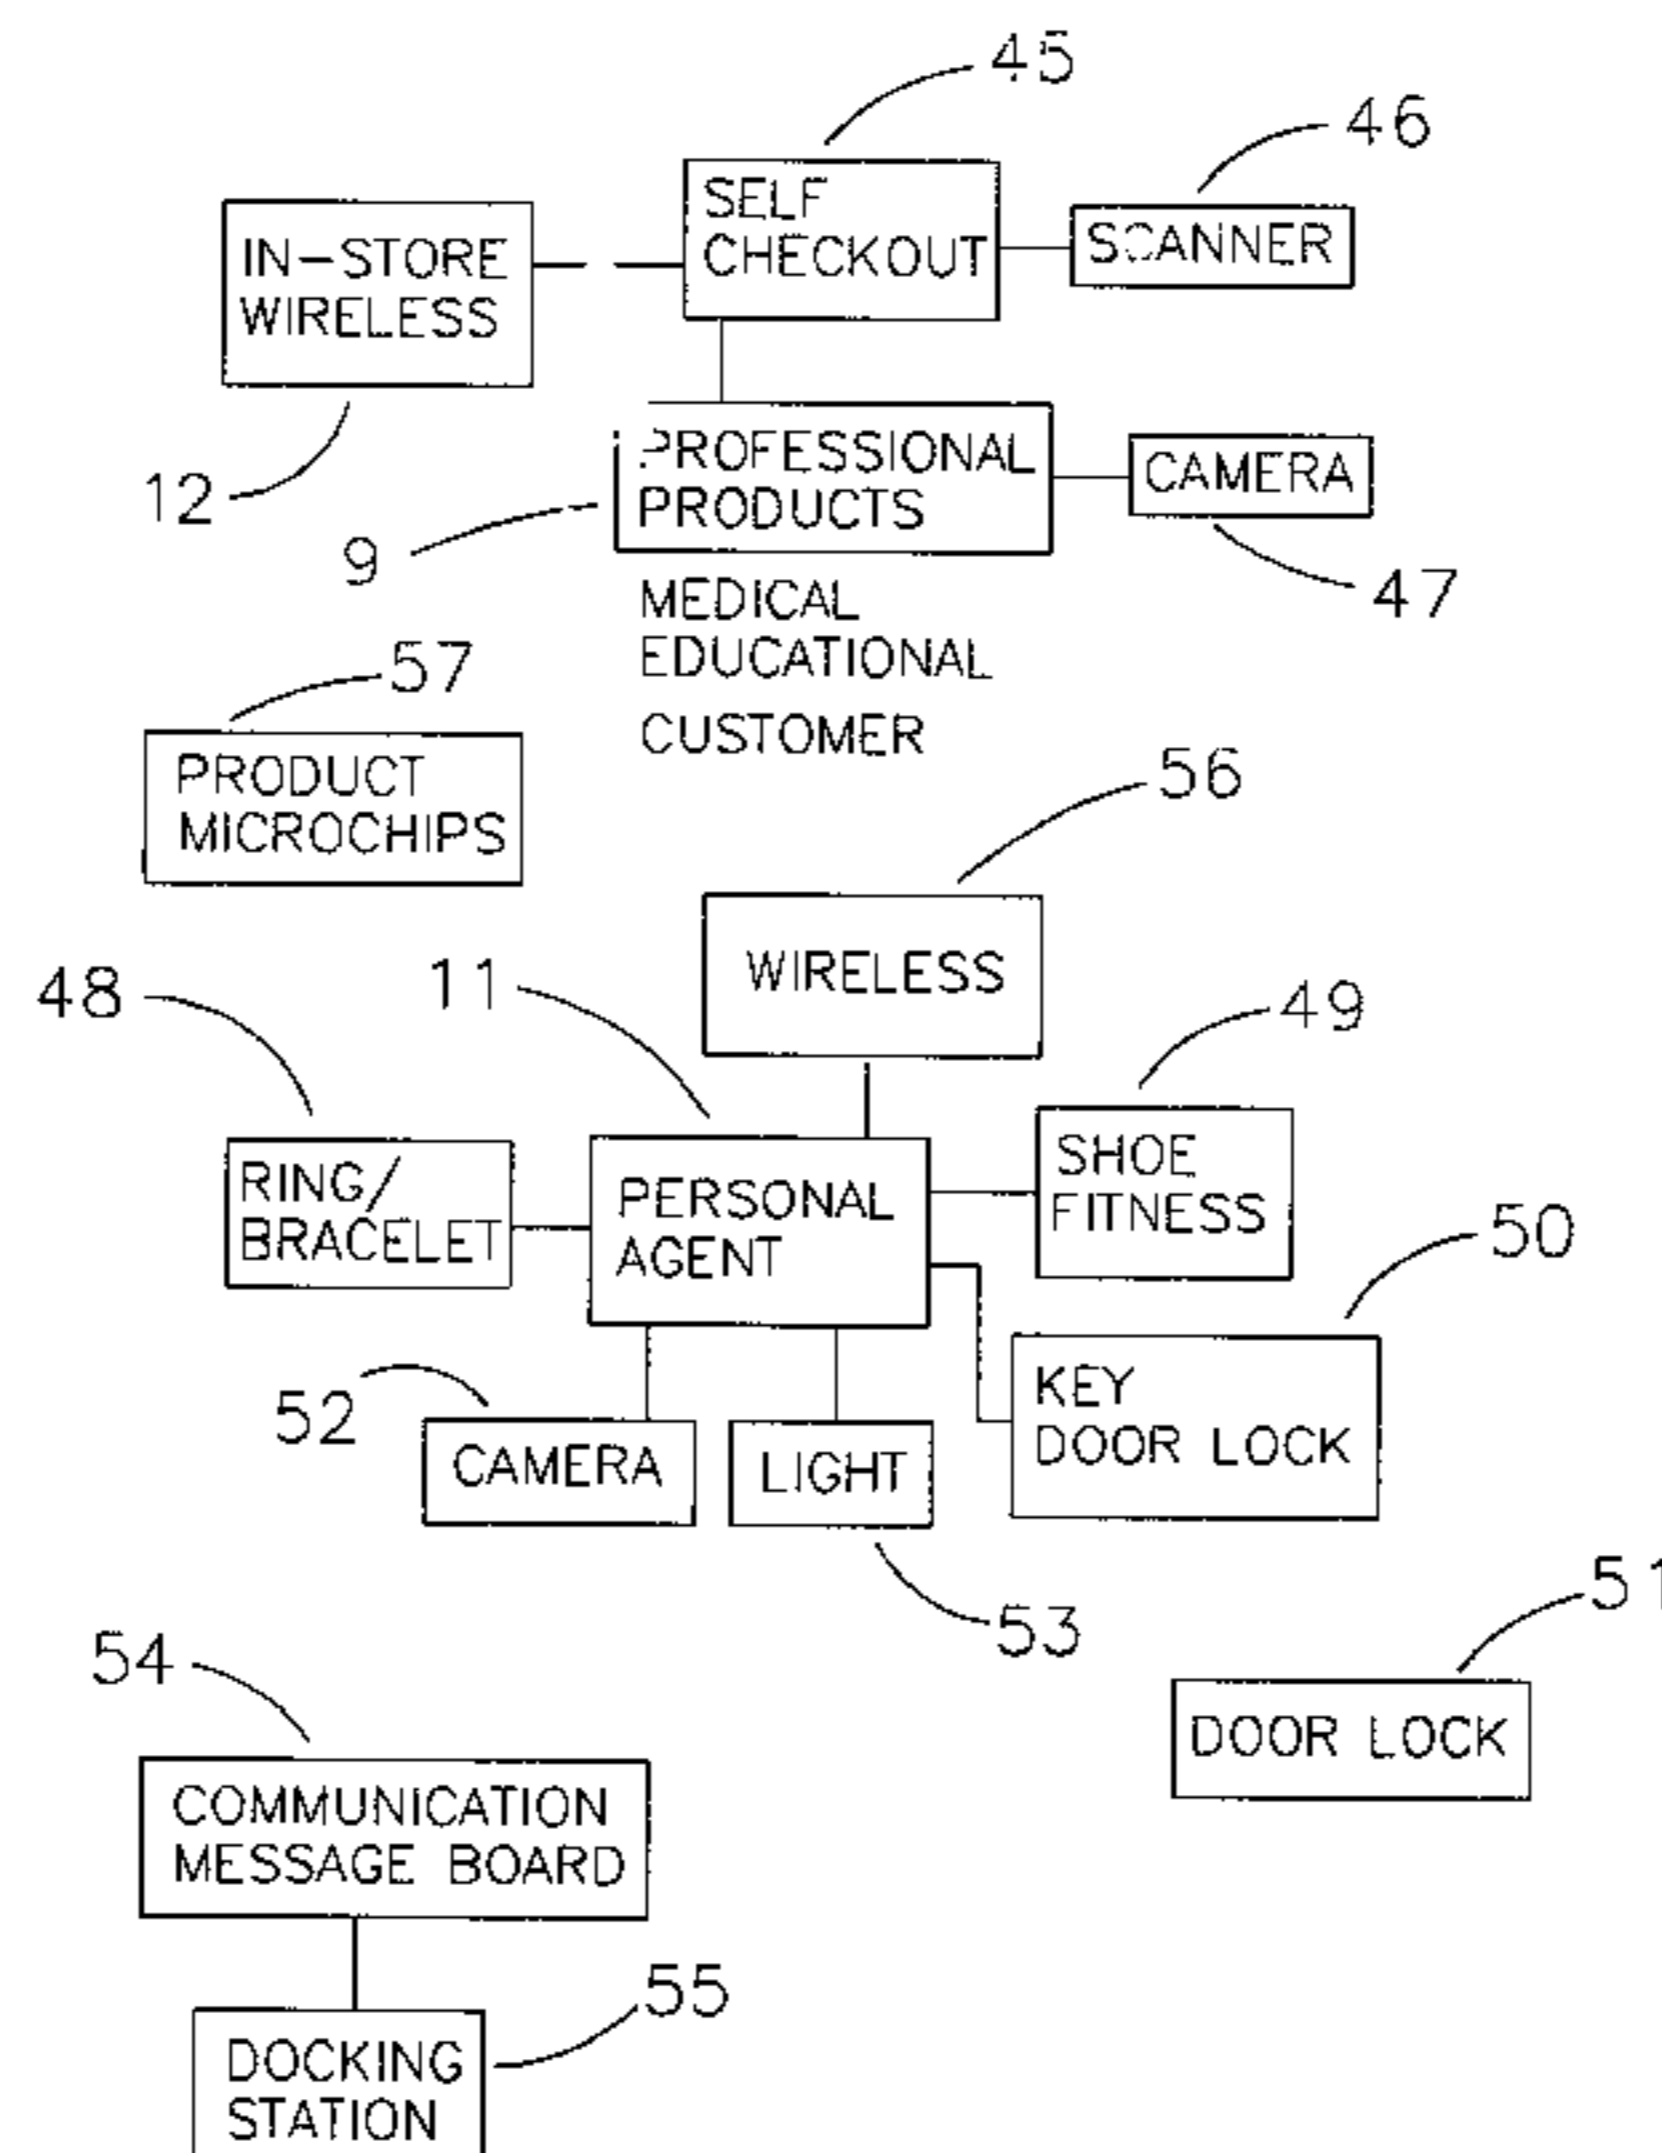 45
46
SELF
CHECKOUT
SCANNER
IN-STORE
WIRELESS
12
PROFESSIONAL
PRODUCTS
CAMERA
9
47
MEDICAL
EDUCATIONAL
CUSTOMER
57
PRODUCT
MICROCHIPS
56
WIRELESS
48
11
49
RING/
BRACELET
PERSONAL
AGENT
SHOE
FITNESS
50
KEY
DOOR LOCK
52
CAMERA
LIGHT
53
51
DOOR LOCK
54
COMMUNICATION
MESSAGE BOARD
55
DOCKING
STATION